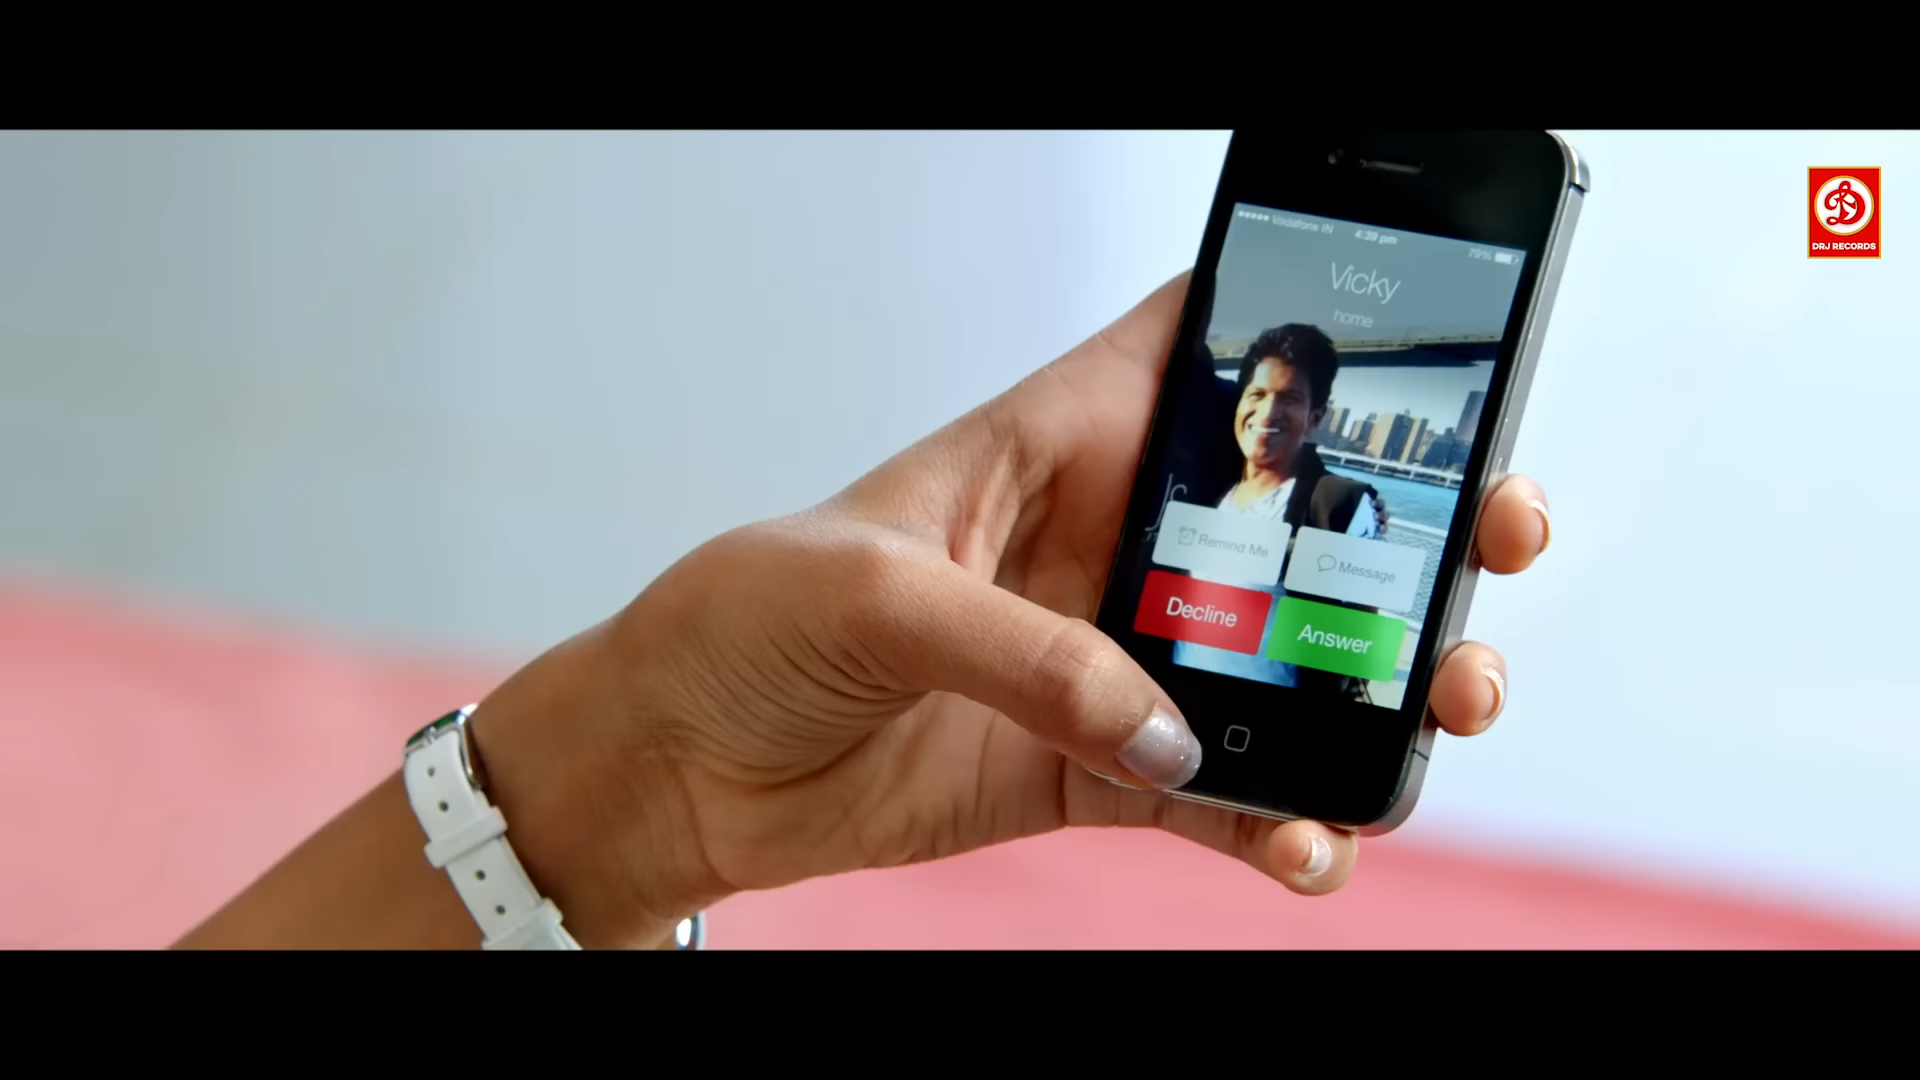 Vodafone IN 4:39 pm 79%
Vicky
home
Remind Me
Message
Decline
Answer
DRJ RECORDS